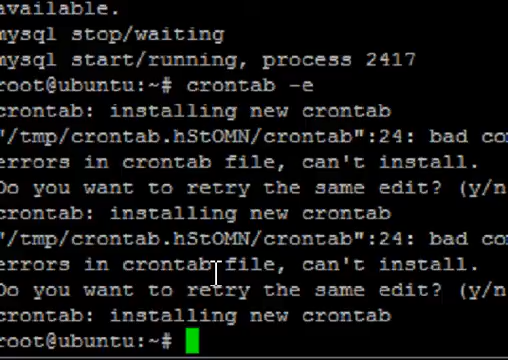 available.
mysql stop/waiting
mysql start/running, process 2417
root@ubuntu:~# crontab -e
crontab: installing new crontab
"/tmp/crontab.hStOMN/crontab":24: bad co
errors in crontab file, can't install.
Do you want to retry the same edit? (y/n
crontab: installing new crontab
"/tmp/crontab.hStOMN/crontab":24: bad co
errors in crontab file, can't install.
Do you want to retry the same edit? (y/n
crontab: installing new crontab
root@ubuntu:~#